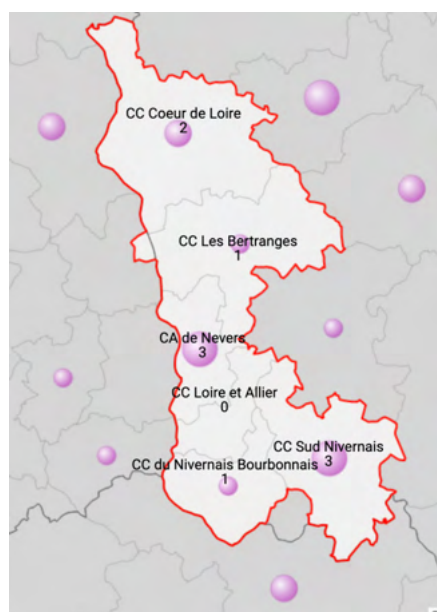 CC Coeur de Loire
2
CC Les Bertranges
1
CA de Nevers
3
CC Loire et Allier
0
CC Sud Nivernais
3
CC du Nivernais Bourbonnais
1